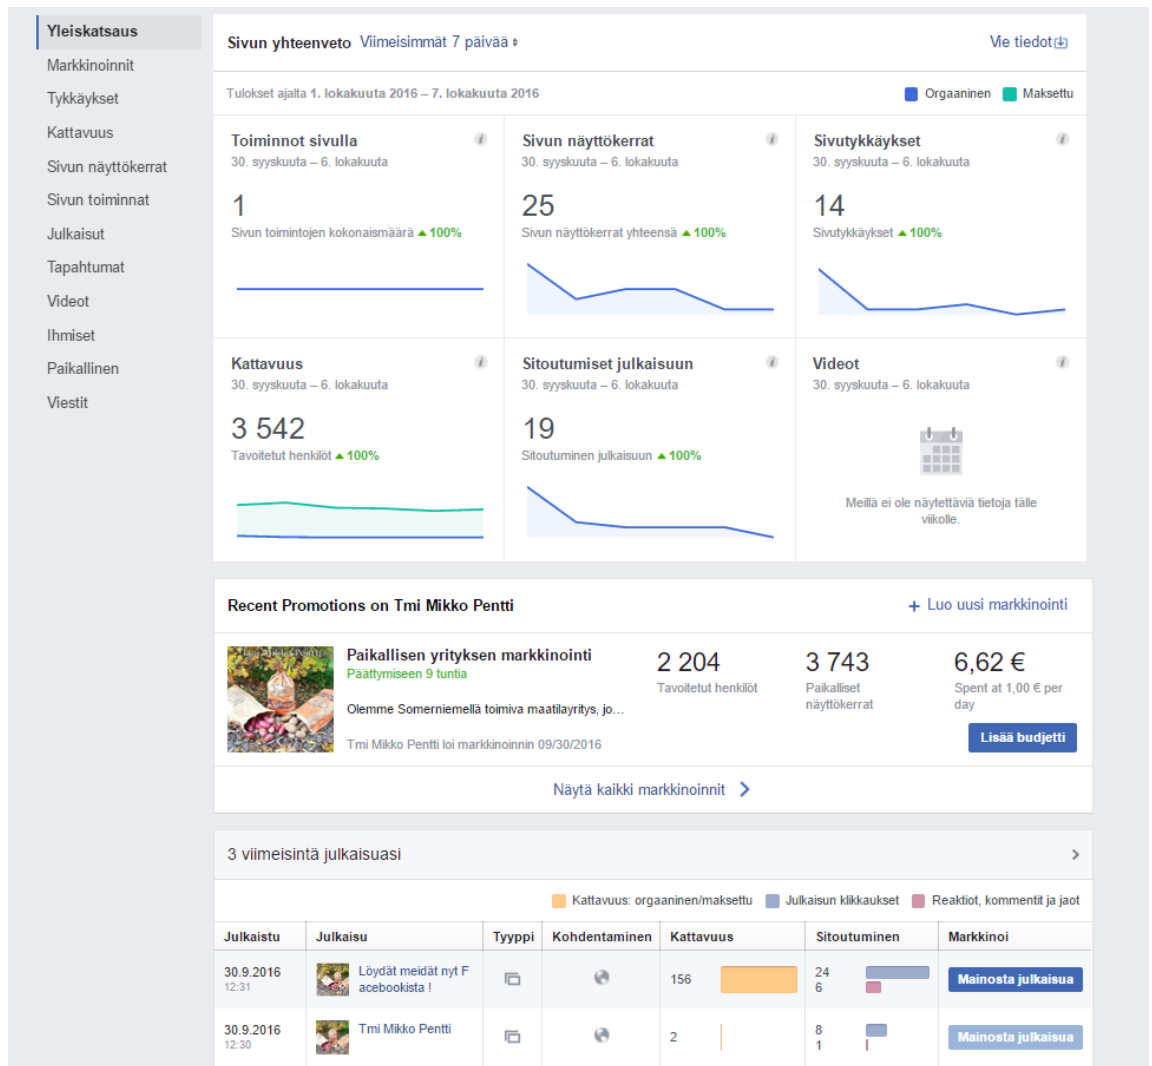 Yleiskatsaus
Markkinoinnit
Tykkäykset
Kattavuus
Sivun näyttökerrat
Sivun toiminnat
Julkaisut
Tapahtumat
Videot
Ihmiset
Paikallinen
Viestit
Sivun yhteenveto Viimeisimmät 7 päivää
Vie tiedot
Tulokset ajalta 1. lokakuuta 2016 – 7. lokakuuta 2016
Orgaaninen Maksettu
Toiminnot sivulla
30. syyskuuta – 6. lokakuuta
1
Sivun toimintojen kokonaismäärä ▲ 100%
Sivun näyttökerrat
30. syyskuuta – 6. lokakuuta
25
Sivun näyttökerrat yhteensä ▲ 100%
Sivutykkäykset
30. syyskuuta – 6. lokakuuta
14
Sivutykkäykset ▲ 100%
Kattavuus
30. syyskuuta – 6. lokakuuta
3 542
Tavoitetut henkilöt ▲ 100%
Sitoutumiset julkaisuun
30. syyskuuta – 6. lokakuuta
19
Sitoutuminen julkaisuun ▲ 100%
Videot
30. syyskuuta – 6. lokakuuta
Meillä ei ole näytettäviä tietoja tälle
viikolle.
Recent Promotions on Tmi Mikko Pentti
+ Luo uusi markkinointi
Paikallisen yrityksen markkinointi
Päättymiseen 9 tuntia
Olemme Somerniemellä toimiva maatilayritys, jo…
Tmi Mikko Pentti loi markkinoinnin 09/30/2016
2 204
Tavoitetut henkilöt
3 743
Paikalliset
näyttökerrat
6,62 €
Spent at 1,00 € per
day
Lisää budjetti
Näytä kaikki markkinoinnit
3 viimeisintä julkaisuasi
Kattavuus: orgaaninen/maksettu Julkaisun klikkaukset Reaktiot, kommentit ja jaot
Julkaistu Julkaisu Tyyppi Kohdentaminen Kattavuus Sitoutuminen Markkinoi
30.9.2016
12:31
Löydät meidät nyt F
acebookista !
156
24
6
Mainosta julkaisua
30.9.2016
12:30
Tmi Mikko Pentti
2
8
1
Mainosta julkaisua